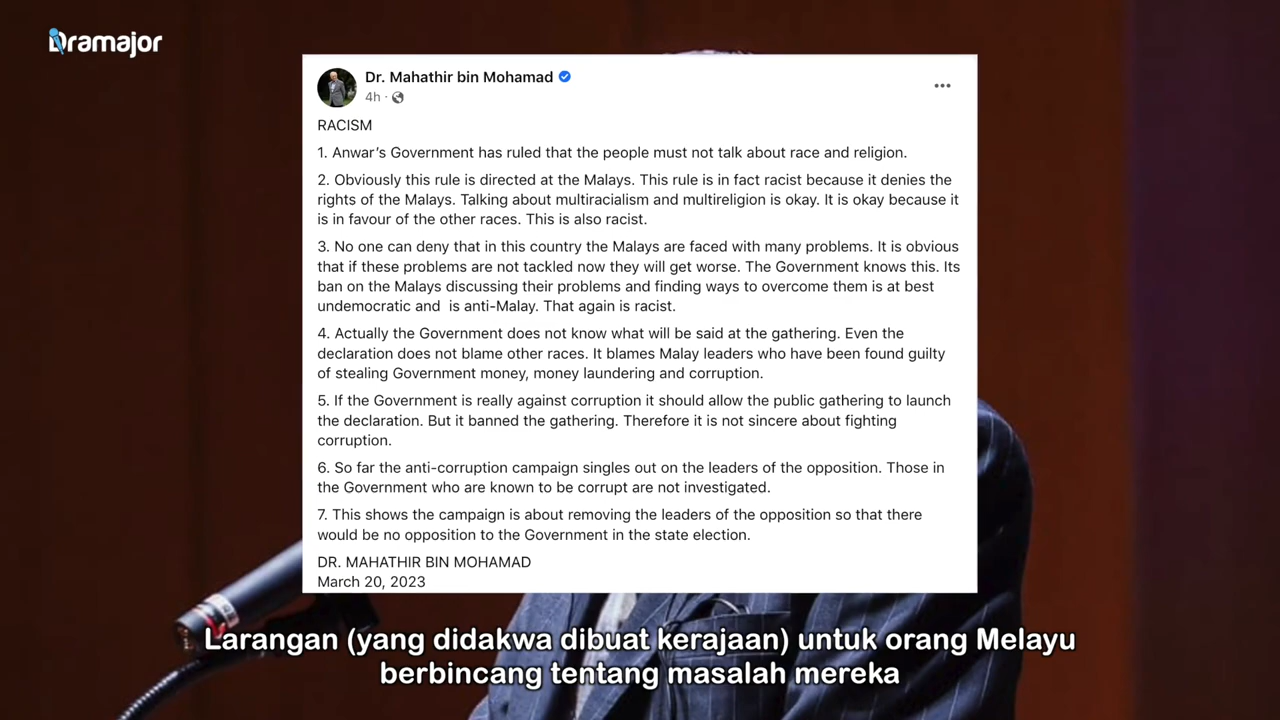 Dramajor
Dr. Mahathir bin Mohamad
4h ·
RACISM
1. Anwar's Government has ruled that the people must not talk about race and religion.
2. Obviously this rule is directed at the Malays. This rule is in fact racist because it denies the
rights of the Malays. Talking about multiracialism and multireligion is okay. It is okay because it
is in favour of the other races. This is also racist.
3. No one can deny that in this country the Malays are faced with many problems. It is obvious
that if these problems are not tackled now they will get worse. The Government knows this. Its
ban on the Malays discussing their problems and finding ways to overcome them is at best
undemocratic and  is anti-Malay. That again is racist.
4. Actually the Government does not know what will be said at the gathering. Even the
declaration does not blame other races. It blames Malay leaders who have been found guilty
of stealing Government money, money laundering and corruption.
5. If the Government is really against corruption it should allow the public gathering to launch
the declaration. But it banned the gathering. Therefore it is not sincere about fighting
corruption.
6. So far the anti-corruption campaign singles out on the leaders of the opposition. Those in
the Government who are known to be corrupt are not investigated.
7. This shows the campaign is about removing the leaders of the opposition so that there
would be no opposition to the Government in the state election.
DR. MAHATHIR BIN MOHAMAD
March 20, 2023
Larangan (yang didakwa dibuat kerajaan) untuk orang Melayu
berbincang tentang masalah mereka